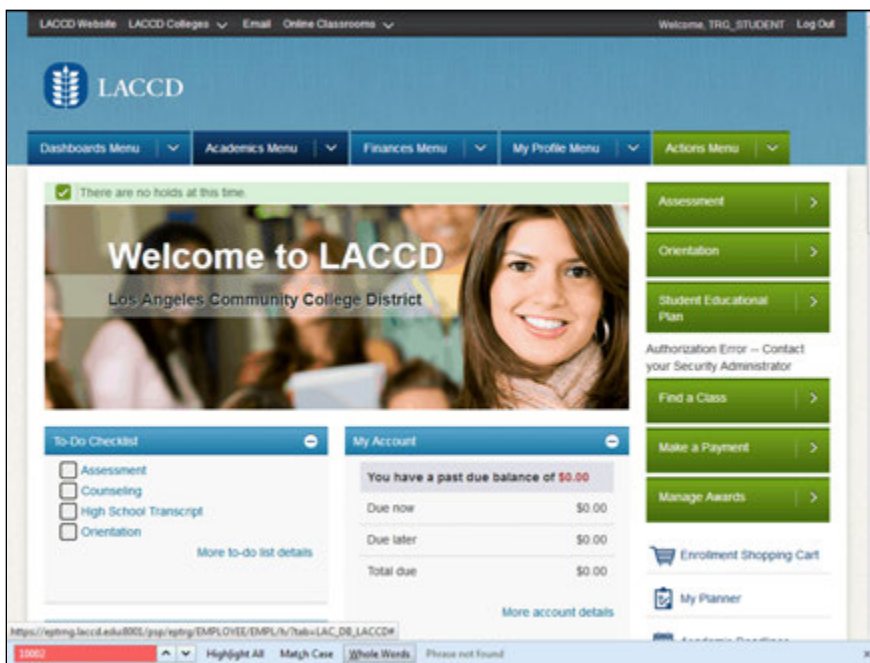 LACCD Website LACCD Colleges Email Online Classrooms Welcome, TRG_STUDENT Log Out
LACCD
Dashboards Menu Academics Menu Finances Menu My Profile Menu Actions Menu
There are no holds at this time.
Welcome to LACCD
Los Angeles Community College District
Assessment
Orientation
Student Educational
Plan
Authorization Error -- Contact
your Security Administrator
Find a Class
Make a Payment
Manage Awards
To-Do Checklist
Assessment
Counseling
High School Transcript
Orientation
More to-do list details
My Account
You have a past due balance of $0.00
Due now $0.00
Due later $0.00
Total due $0.00
More account details
Enrollment Shopping Cart
My Planner
Academic Deadlines
https://eptrng.laccd.edu:8001/psp/eptrg/EMPLOYEE/EMPL/h/?tab=LAC_DB_LACCD#
10002 Highlight All Match Case Whole Words Phrase not found